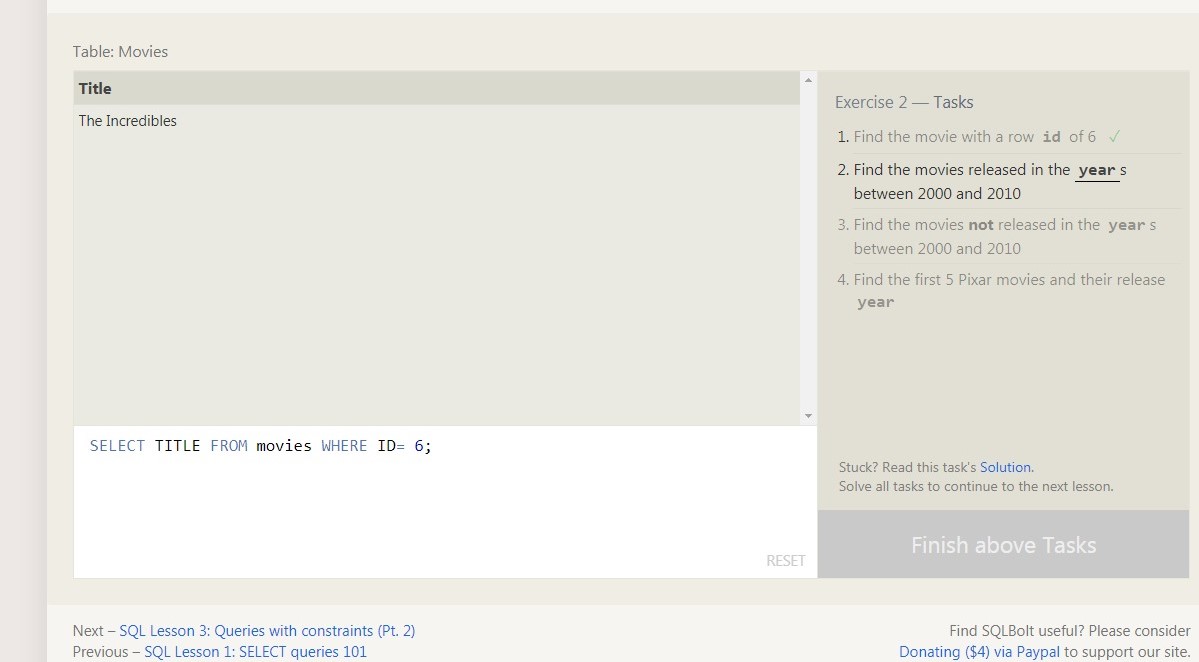 Table: Movies
Title
The Incredibles
SELECT TITLE FROM movies WHERE ID= 6;
RESET
Exercise 2 — Tasks
1. Find the movie with a row id of 6 ✓
2. Find the movies released in the year s
between 2000 and 2010
3. Find the movies not released in the year s
between 2000 and 2010
4. Find the first 5 Pixar movies and their release
year
Stuck? Read this task's Solution.
Solve all tasks to continue to the next lesson.
Finish above Tasks
Next – SQL Lesson 3: Queries with constraints (Pt. 2)
Previous – SQL Lesson 1: SELECT queries 101
Find SQLBolt useful? Please consider
Donating ($4) via Paypal to support our site.